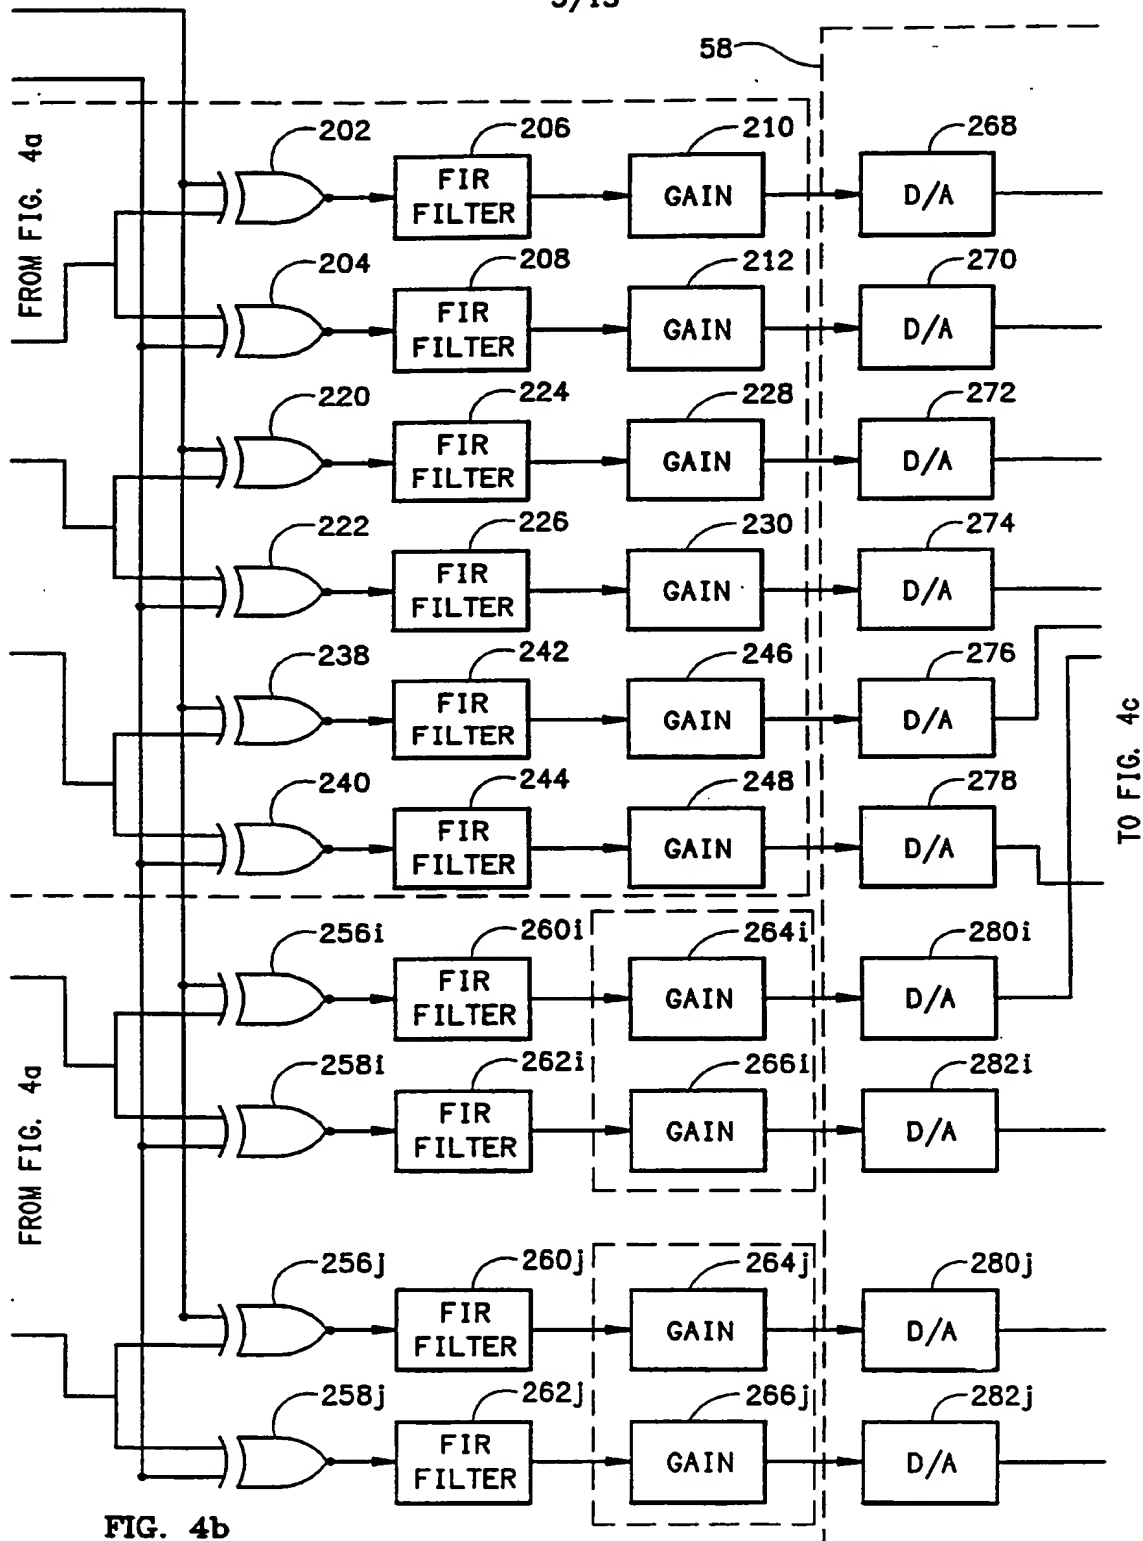 58
FROM FIG. 4a
202 206 210 268
FIR FILTER GAIN D/A
204 208 212 270
FIR FILTER GAIN D/A
220 224 228 272
FIR FILTER GAIN D/A
222 226 230 274
FIR FILTER GAIN D/A
238 242 246 276
FIR FILTER GAIN D/A
TO FIG. 4c
240 244 248 278
FIR FILTER GAIN D/A
FROM FIG. 4a
256i 260i 264i 280i
FIR FILTER GAIN D/A
258i 262i 266i 282i
FIR FILTER GAIN D/A
256j 260j 264j 280j
FIR FILTER GAIN D/A
258j 262j 266j 282j
FIR FILTER GAIN D/A
FIG. 4b